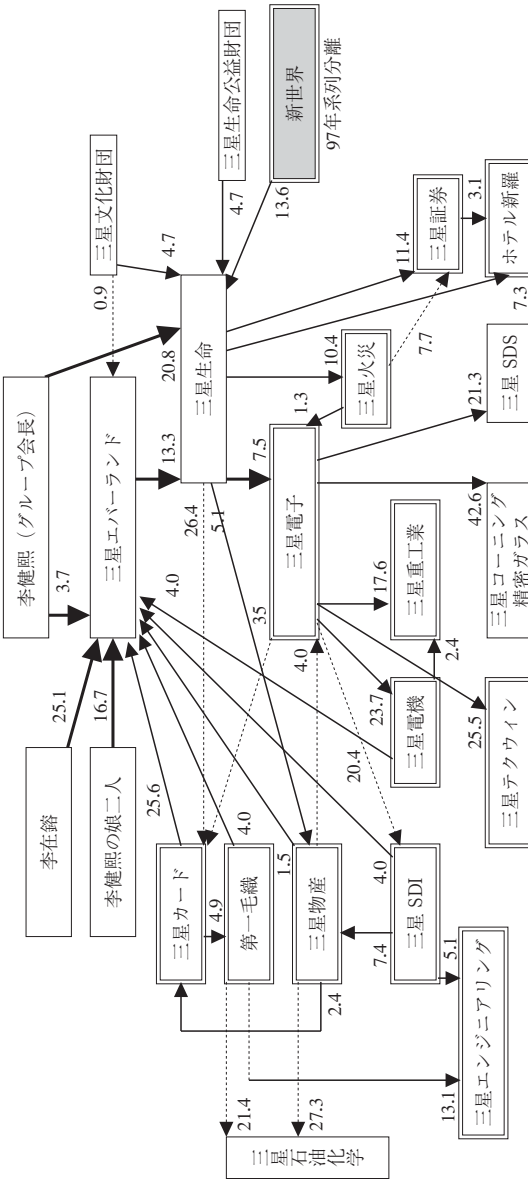 李健熙（グループ会長）
李在鎔
25.1
3.7
李健熙の娘二人
16.7
三星エバーランド
0.9
三星文化財団
20.8
4.7
三星生命公益財団
4.7
13.6
新世界
97年系列分離
25.6
4.0
13.3
三星生命
三星カード
4.0
26.4
5.1
4.9
第一毛織
35
7.5
1.3
10.4
11.4
三星石油化学
21.4
27.3
三星物産
1.5
4.0
三星電子
三星火災
7.7
三星証券
2.4
7.4
20.4
23.7
17.6
3.1
三星 SDI
4.0
三星電機
2.4
三星重工業
7.3
ホテル新羅
5.1
13.1
三星エンジニアリング
25.5
三星テクウィン
42.6
三星コーニング
精密ガラス
21.3
三星 SDS